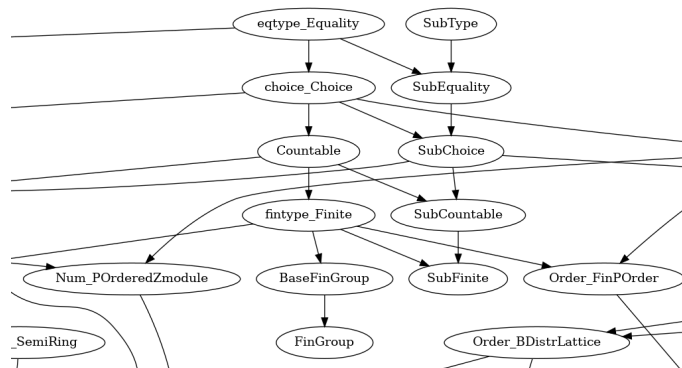 eqtype_Equality
SubType
choice_Choice
SubEquality
Countable
SubChoice
fintype_Finite
SubCountable
Num_POrderedZmodule
BaseFinGroup
SubFinite
Order_FinPOrder
_SemiRing
FinGroup
Order_BDistrLattice